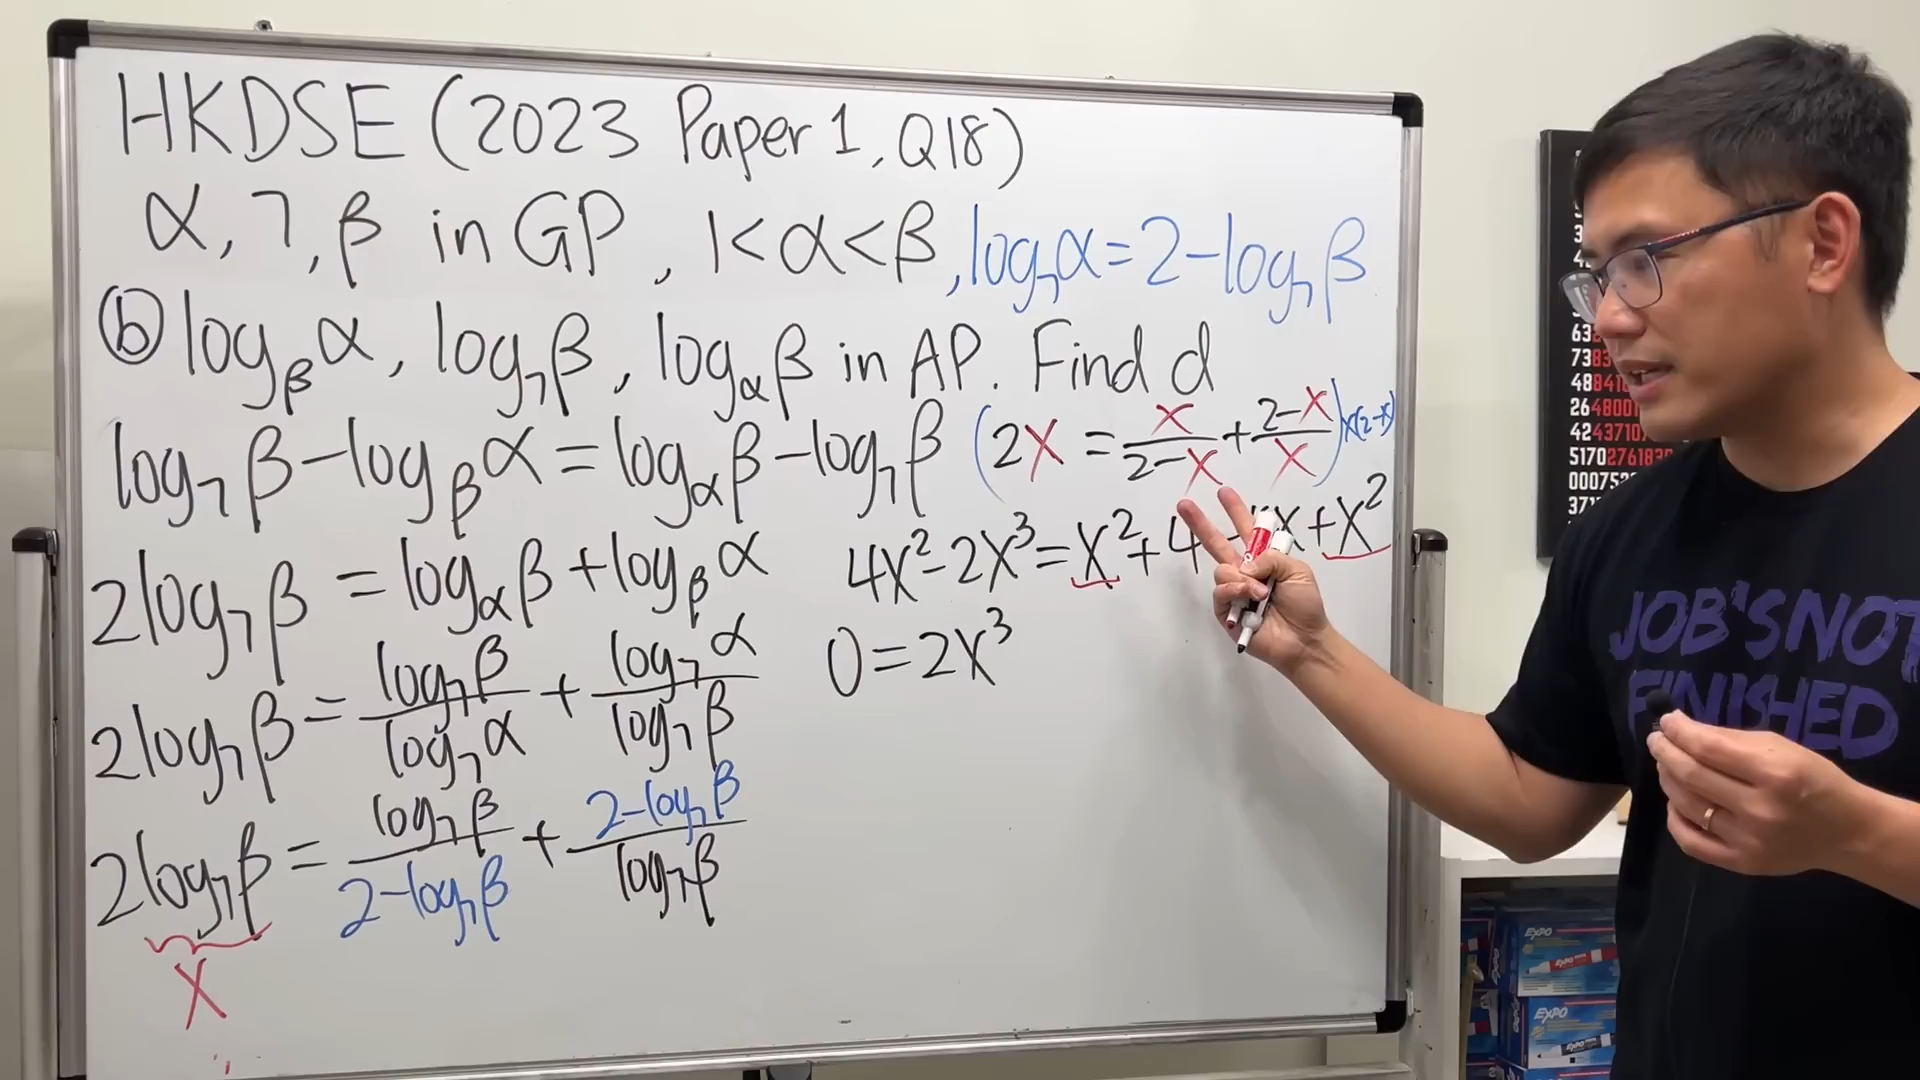 HKDSE (2023 Paper 1, Q18)
α, 7, β in GP, 1<α<β, log₇α=2-log₇β
ⓑ log_β α, log₇β, log_α β in AP. Find d
log₇β-log_β α=log_α β-log₇β
2log₇β=log_α β+log_β α
2log₇β=log₇β/log₇α+log₇α/log₇β
2log₇β=log₇β/(2-log₇β)+(2-log₇β)/log₇β
x
(2x=x/(2-x)+(2-x)/x)x(2-x)
4x²-2x³=x²+4 x+x²
0=2x³
JOB'S NOT
FINISHED
EXPO
EXPO